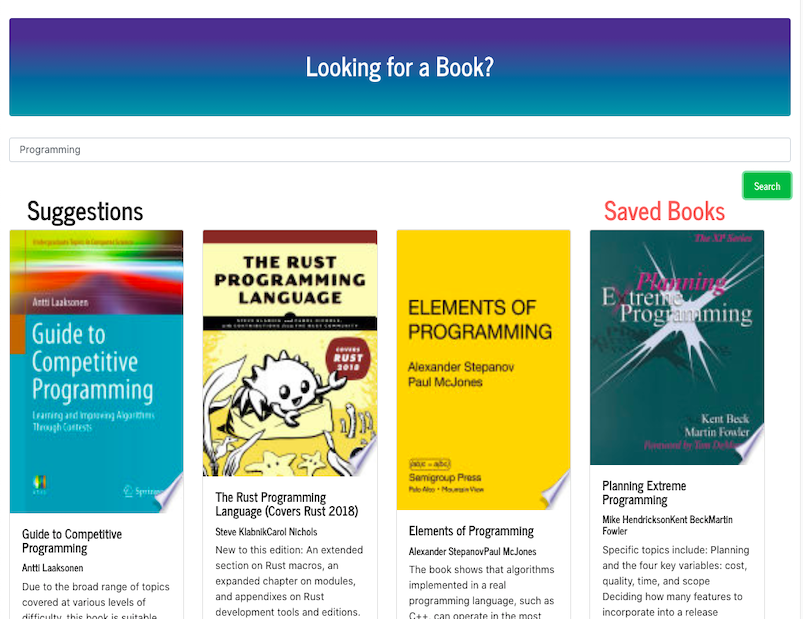 Looking for a Book?
Programming
Search
Suggestions
Saved Books
Undergraduate Topics in Computer Science
Antti Laaksonen
Guide to
Competitive
Programming
Learning and Improving Algorithms
Through Contests
Springer
Guide to Competitive
Programming
Antti Laaksonen
Due to the broad range of topics
covered at various levels of
difficulty, this book is suitable
THE RUST
PROGRAMMING
LANGUAGE
STEVE KLABNIK AND CAROL NICHOLS,
WITH CONTRIBUTIONS FROM THE RUST COMMUNITY
COVERS
RUST
2018
The Rust Programming
Language (Covers Rust 2018)
Steve KlabnikCarol Nichols
New to this edition: An extended
section on Rust macros, an
expanded chapter on modules,
and appendixes on Rust
development tools and editions.
ELEMENTS OF
PROGRAMMING
Alexander Stepanov
Paul McJones
Semigroup Press
Palo Alto • Mountain View
Elements of Programming
Alexander StepanovPaul McJones
The book shows that algorithms
implemented in a real
programming language, such as
C++, can operate in the most
The XP Series
Planning
Extreme
Programming
Kent Beck
Martin Fowler
Planning Extreme
Programming
Mike HendricksonKent BeckMartin
Fowler
Specific topics include: Planning
and the four key variables: cost,
quality, time, and scope
Deciding how many features to
incorporate into a release